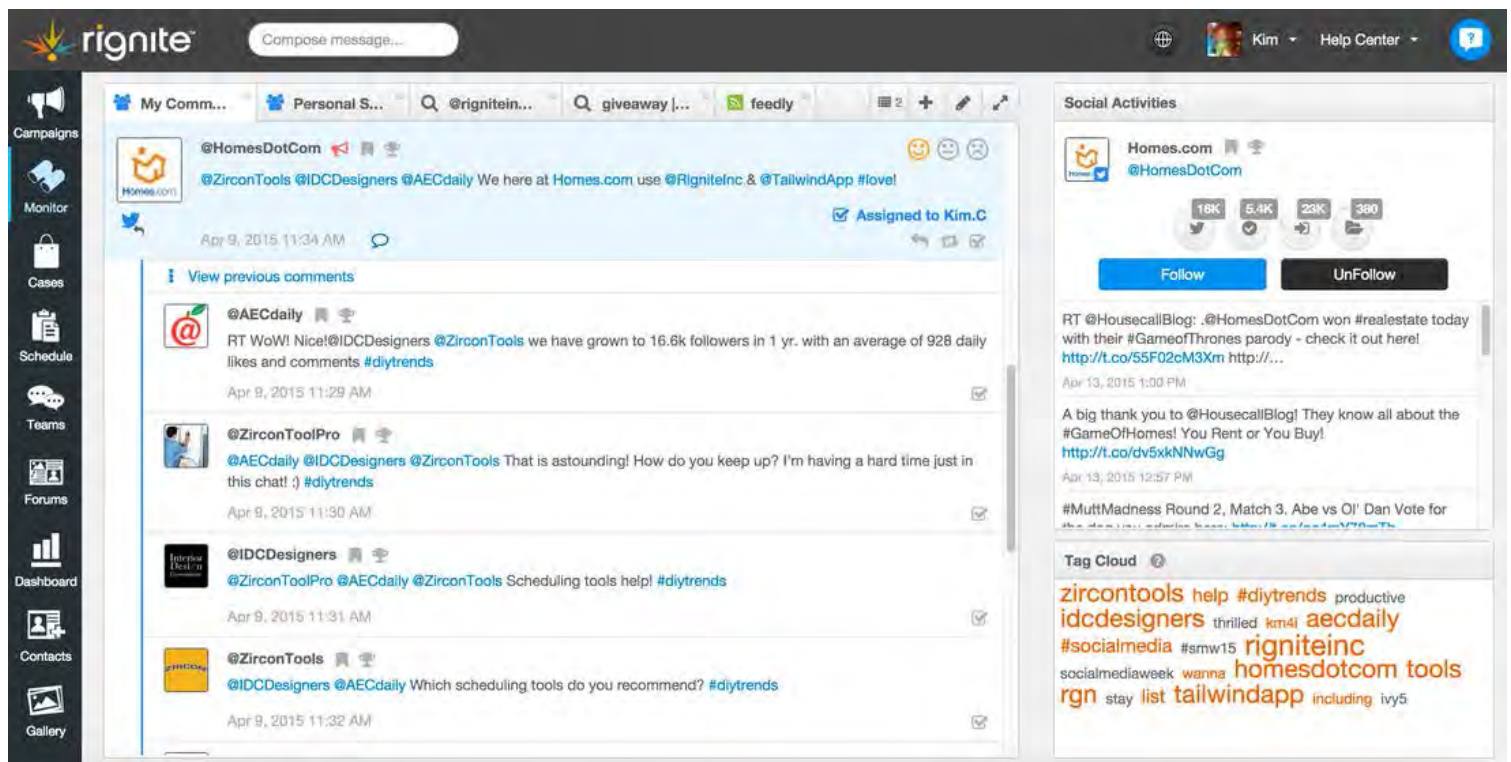 rignite
Compose message...
Kim
Help Center
?
Campaigns
Monitor
Cases
Schedule
Teams
Forums
Dashboard
Contacts
Gallery
My Comm...
Personal S...
@rignitein...
giveaway |...
feedly
2
@HomesDotCom
@ZirconTools @IDCDesigners @AECdaily We here at Homes.com use @RigniteInc & @TailwindApp #love!
Homes.com
Assigned to Kim.C
Apr 9, 2015 11:34 AM
View previous comments
@AECdaily
RT WoW! Nice!@IDCDesigners @ZirconTools we have grown to 16.6k followers in 1 yr. with an average of 928 daily
likes and comments #diytrends
Apr 9, 2015 11:29 AM
@ZirconToolPro
@AECdaily @IDCDesigners @ZirconTools That is astounding! How do you keep up? I'm having a hard time just in
this chat! :) #diytrends
Apr 9, 2015 11:30 AM
Interior
Design
@IDCDesigners
@ZirconToolPro @AECdaily @ZirconTools Scheduling tools help! #diytrends
Apr 9, 2015 11:31 AM
ZIRCON
@ZirconTools
@IDCDesigners @AECdaily Which scheduling tools do you recommend? #diytrends
Apr 9, 2015 11:32 AM
Social Activities
Homes.com
@HomesDotCom
16K 5.4K 23K 380
Follow UnFollow
RT @HousecallBlog: .@HomesDotCom won #realestate today
with their #GameofThrones parody - check it out here!
http://t.co/55F02cM3Xm http://...
Apr 13, 2015 1:00 PM
A big thank you to @HousecallBlog! They know all about the
#GameOfHomes! You Rent or You Buy!
http://t.co/dv5xkNNwGg
Apr 13, 2015 12:57 PM
#MuttMadness Round 2, Match 3. Abe vs Ol' Dan Vote for
Tag Cloud
zircontools help #diytrends productive
idcdesigners thrilled km4i aecdaily
#socialmedia #smw15 rigniteinc
socialmediaweek wanna homesdotcom tools
rgn stay list tailwindapp including ivy5